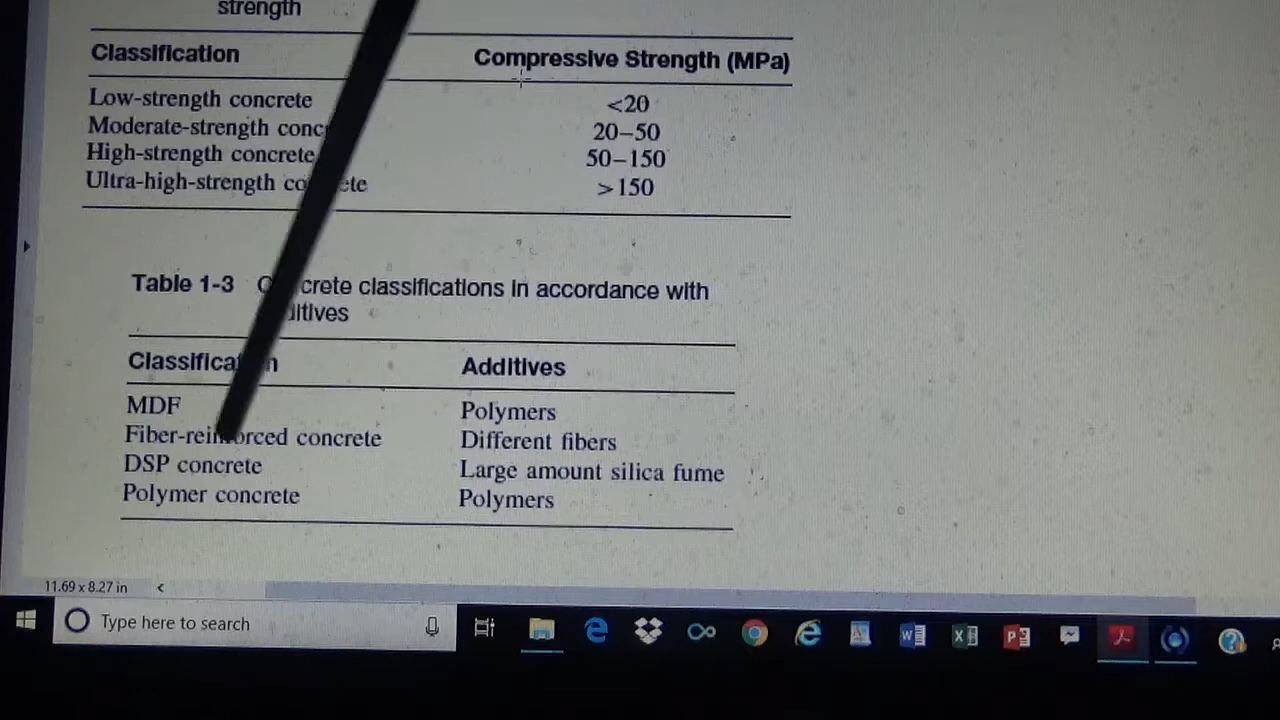 strength
Classification Compressive Strength (MPa)
Low-strength concrete <20
Moderate-strength conc 20–50
High-strength concrete 50–150
Ultra-high-strength co ete >150
Table 1-3 C crete classifications in accordance with
ditives
Classifica n Additives
MDF Polymers
Fiber-reinforced concrete Different fibers
DSP concrete Large amount silica fume
Polymer concrete Polymers
11.69 x 8.27 in
Type here to search